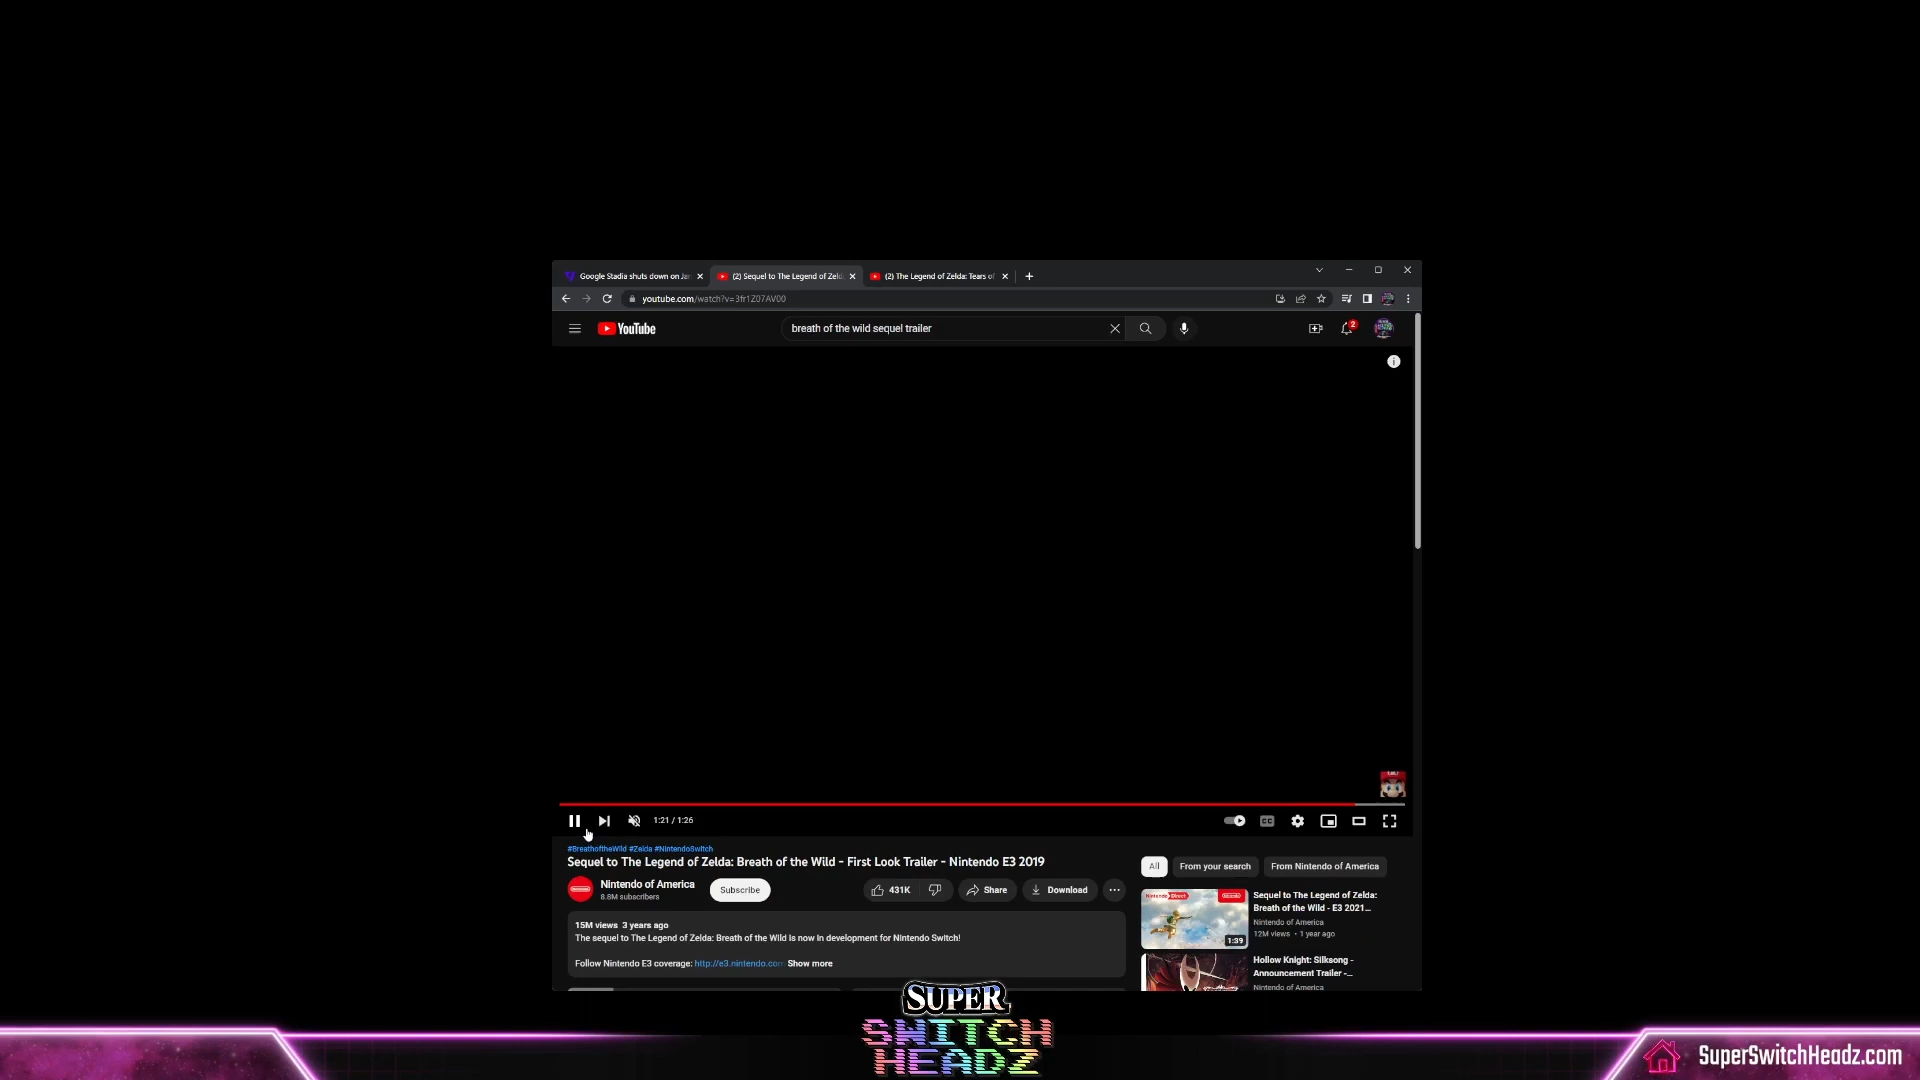 Google Stadia shuts down on Jan
(2) Sequel to The Legend of Zeld
(2) The Legend of Zelda: Tears of
youtube.com/watch?v=3fr1Z07AV00
YouTube
breath of the wild sequel trailer
2
1:21 / 1:26
CC
#BreathoftheWild #Zelda #NintendoSwitch
Sequel to The Legend of Zelda: Breath of the Wild - First Look Trailer - Nintendo E3 2019
Nintendo of America
8.8M subscribers
Subscribe
431K
Share
Download
15M views 3 years ago
The sequel to The Legend of Zelda: Breath of the Wild is now in development for Nintendo Switch!
Follow Nintendo E3 coverage: http://e3.nintendo.com Show more
All
From your search
From Nintendo of America
Nintendo Direct
1:39
Sequel to The Legend of Zelda:
Breath of the Wild - E3 2021...
Nintendo of America
12M views • 1 year ago
Hollow Knight: Silksong -
Announcement Trailer -...
Nintendo of America
SUPER
SWITCH
HEADZ
SuperSwitchHeadz.com